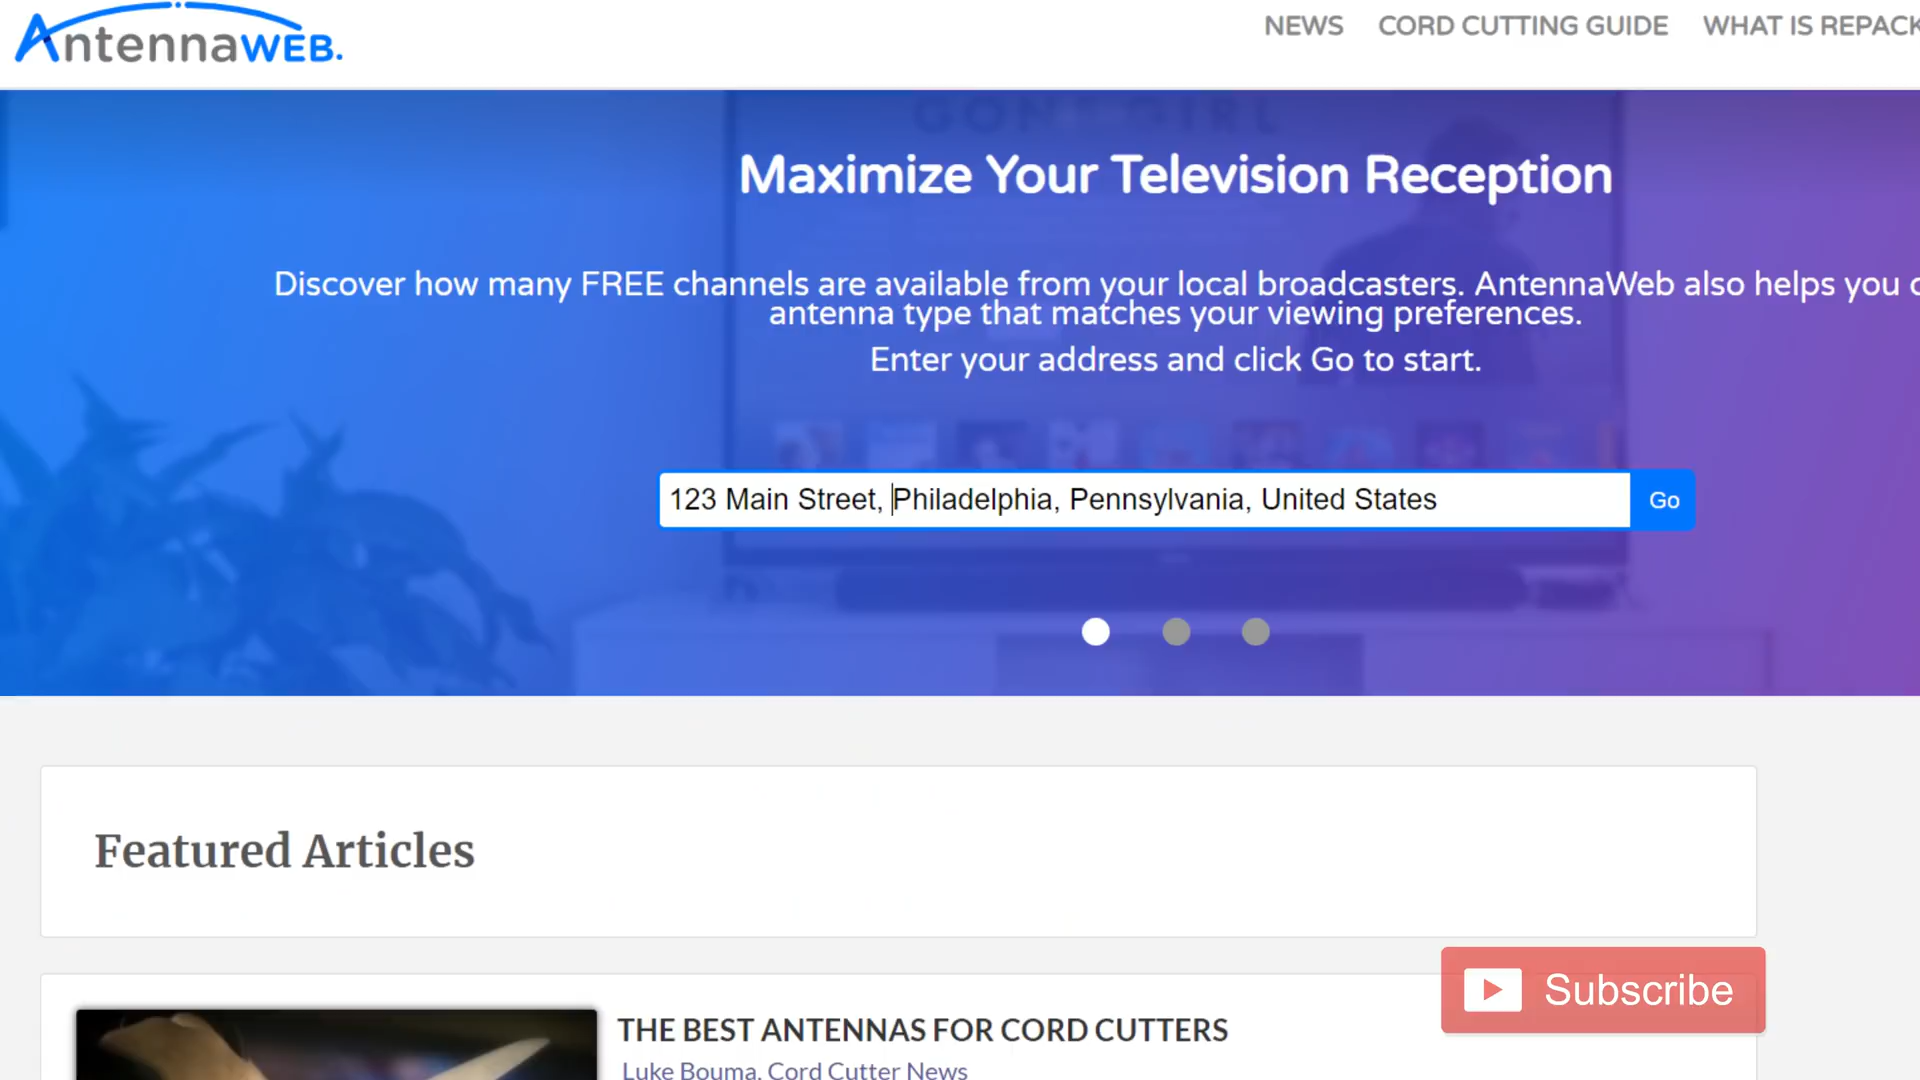 AntennaWEB.
NEWS CORD CUTTING GUIDE WHAT IS REPACK
GONE GIRL
Maximize Your Television Reception
Discover how many FREE channels are available from your local broadcasters. AntennaWeb also helps you
antenna type that matches your viewing preferences.
Enter your address and click Go to start.
123 Main Street, Philadelphia, Pennsylvania, United States
Go
Featured Articles
Subscribe
THE BEST ANTENNAS FOR CORD CUTTERS
Luke Bouma, Cord Cutter News